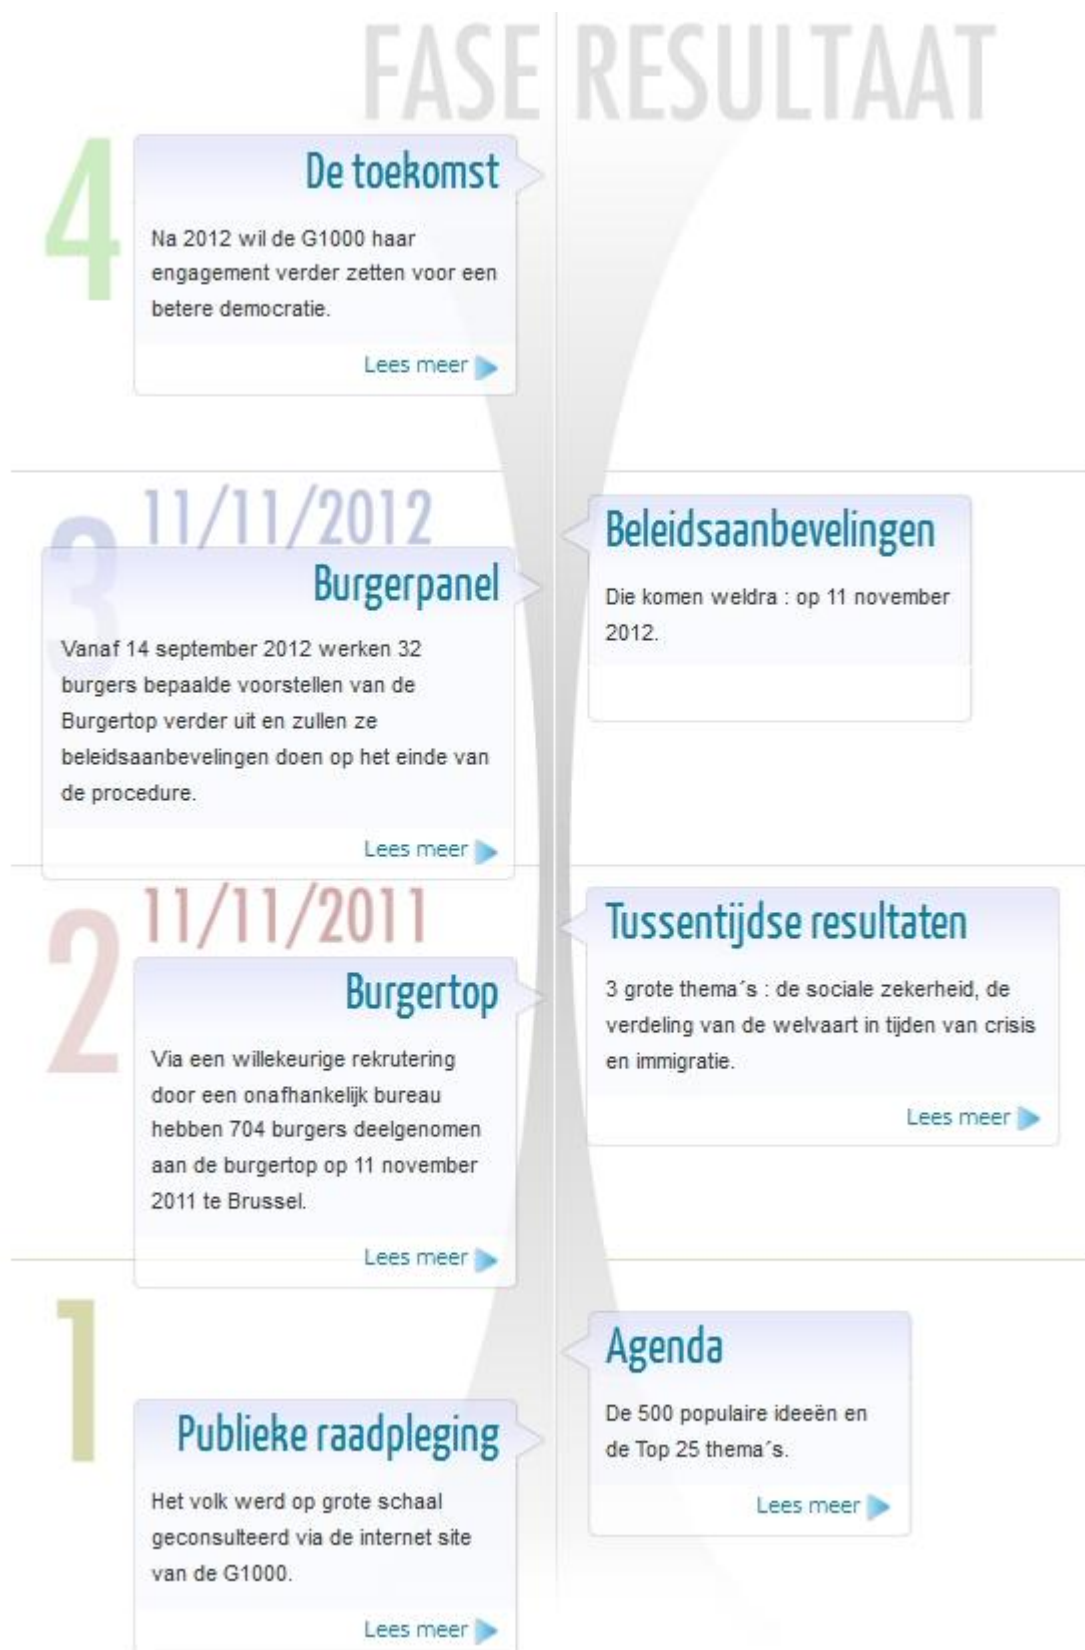 FASE RESULTAAT
4
De toekomst
Na 2012 wil de G1000 haar
engagement verder zetten voor een
betere democratie.
Lees meer
3
11/11/2012
Burgerpanel
Vanaf 14 september 2012 werken 32
burgers bepaalde voorstellen van de
Burgertop verder uit en zullen ze
beleidsaanbevelingen doen op het einde van
de procedure.
Lees meer
Beleidsaanbevelingen
Die komen weldra : op 11 november
2012.
2
11/11/2011
Burgertop
Via een willekeurige rekrutering
door een onafhankelijk bureau
hebben 704 burgers deelgenomen
aan de burgertop op 11 november
2011 te Brussel.
Lees meer
Tussentijdse resultaten
3 grote thema´s : de sociale zekerheid, de
verdeling van de welvaart in tijden van crisis
en immigratie.
Lees meer
1
Publieke raadpleging
Het volk werd op grote schaal
geconsulteerd via de internet site
van de G1000.
Lees meer
Agenda
De 500 populaire ideeën en
de Top 25 thema´s.
Lees meer